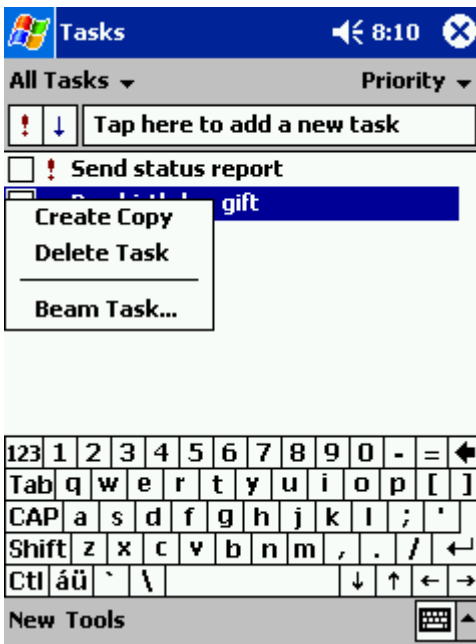 Tasks 8:10
All Tasks Priority
! ↓ Tap here to add a new task
! Send status report
gift
Create Copy
Delete Task
Beam Task...
123 1 2 3 4 5 6 7 8 9 0 - = 🡄
Tab q w e r t y u i o p [ ]
CAP a s d f g h j k l ; '
Shift z x c v b n m , . / ↵
Ctl áü ` \ ↓ ↑ ← →
New Tools